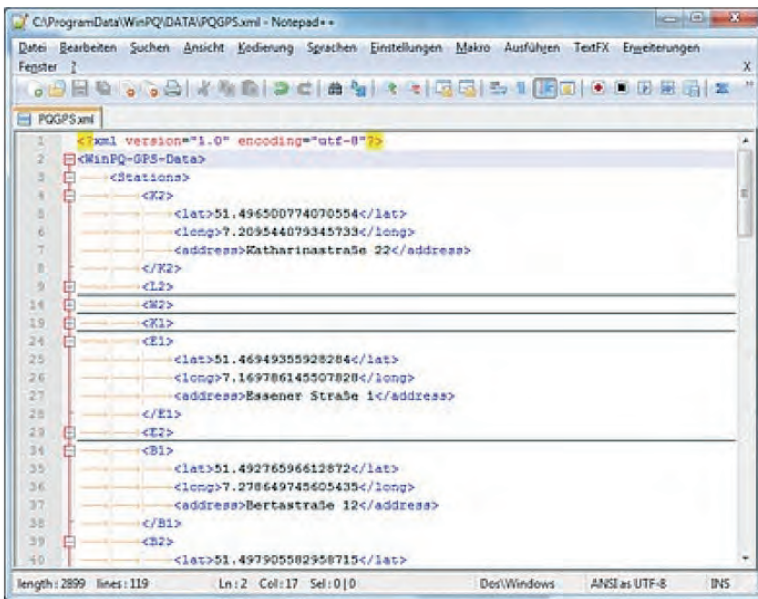 C:\ProgramData\WinPQ\DATA\PQGPS.xml - Notepad++
Datei Bearbeiten Suchen Ansicht Kodierung Sprachen Einstellungen Makro Ausführen TextFX Erweiterungen
Fenster ? X
PQGPS.xml
1 <?xml version="1.0" encoding="utf-8"?>
2 <WinPQ-GPS-Data>
3 <Stations>
4 <K2>
5 <lat>51.496500774070554</lat>
6 <long>7.209544079345733</long>
7 <address>Katharinastraße 22</address>
8 </K2>
9 <L2>
14 <W2>
19 <K1>
24 <E1>
25 <lat>51.46949355928284</lat>
26 <long>7.169786145507828</long>
27 <address>Essener Straße 1</address>
28 </E1>
29 <E2>
34 <B1>
35 <lat>51.49276596612872</lat>
36 <long>7.278649745605435</long>
37 <address>Bertastraße 12</address>
38 </B1>
39 <B2>
40 <lat>51.497905582958715</lat>
length : 2899 lines : 119 Ln : 2 Col : 17 Sel : 0 | 0 Dos\Windows ANSI as UTF-8 INS